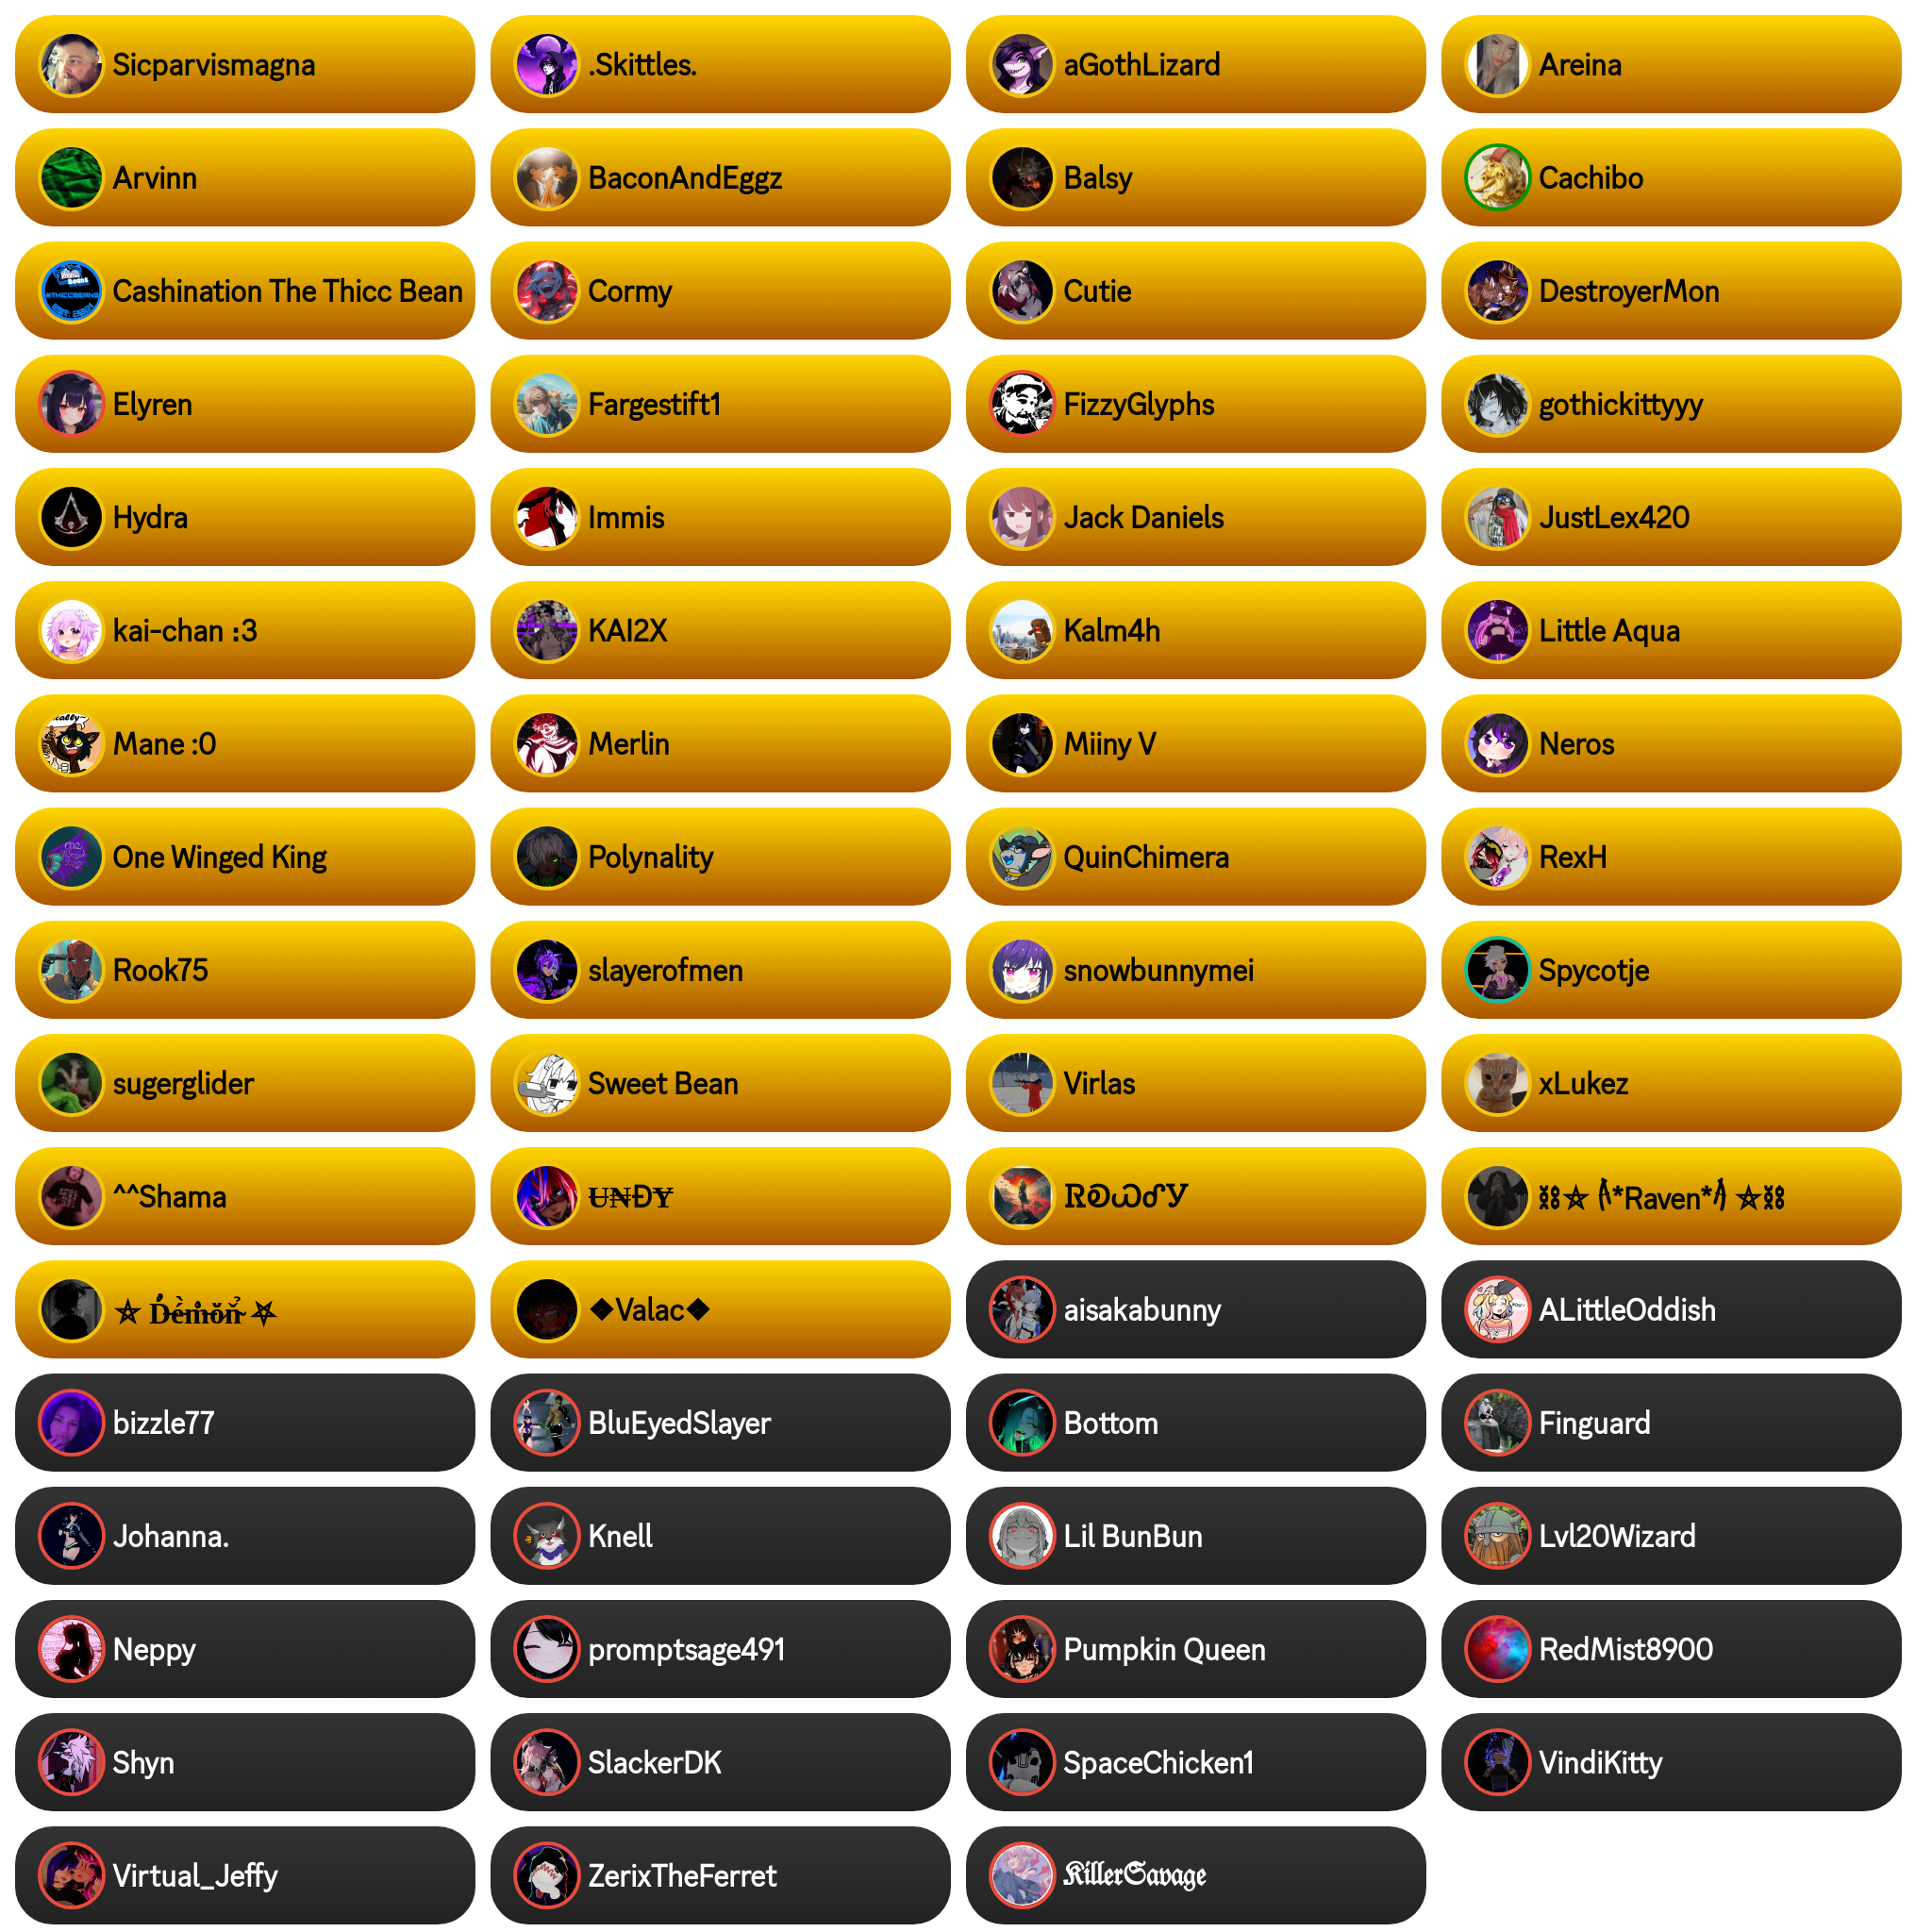 Sicparvismagna
.Skittles.
aGothLizard
Areina
Arvinn
BaconAndEggz
Balsy
Cachibo
Cashination The Thicc Bean
Cormy
Cutie
DestroyerMon
Elyren
Fargestift1
FizzyGlyphs
gothickittyyy
Hydra
Immis
Jack Daniels
JustLex420
kai-chan :3
KAI2X
Kalm4h
Little Aqua
Mane :0
Merlin
Miiny V
Neros
One Winged King
Polynality
QuinChimera
RexH
Rook75
slayerofmen
snowbunnymei
Spycotje
sugerglider
Sweet Bean
Virlas
xLukez
^^Shama
*Raven*
❖Valac❖
aisakabunny
ALittleOddish
bizzle77
BluEyedSlayer
Bottom
Finguard
Johanna.
Knell
Lil BunBun
Lvl20Wizard
Neppy
promptsage491
Pumpkin Queen
RedMist8900
Shyn
SlackerDK
SpaceChicken1
VindiKitty
Virtual_Jeffy
ZerixTheFerret
𝕶𝖎𝖑𝖑𝖊𝖗𝕾𝖆𝖛𝖆𝖌𝖊